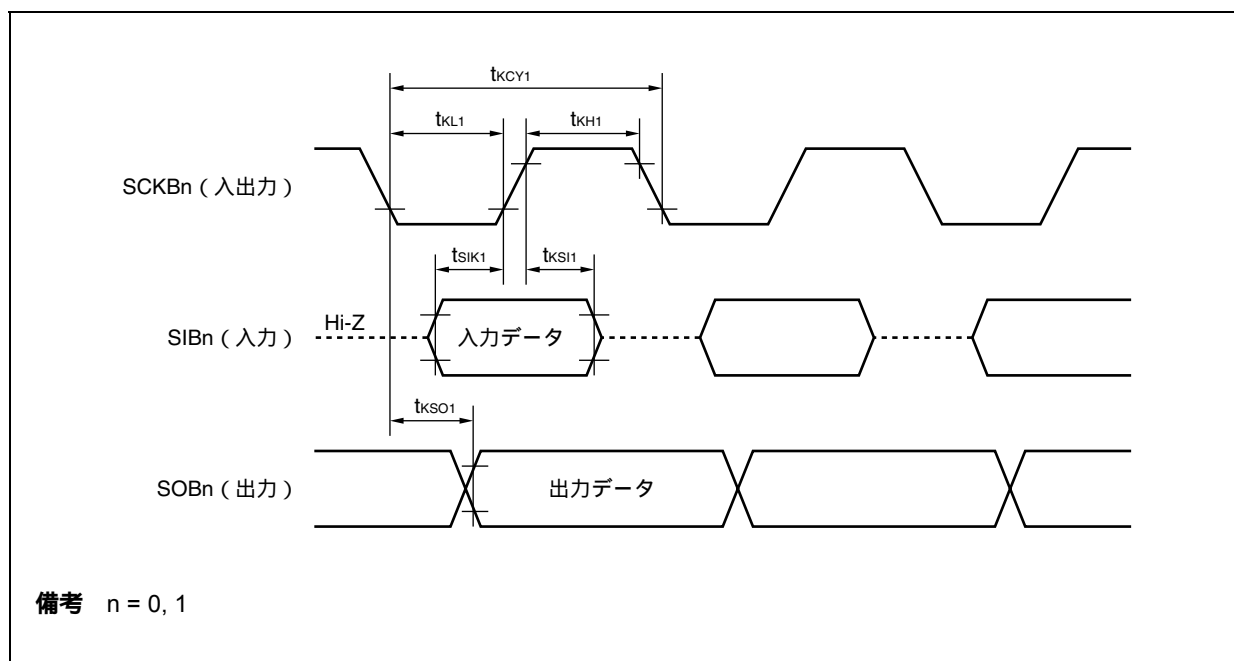 tKCY1
tKL1
tKH1
SCKBn（入出力）
tSIK1
tKSI1
Hi-Z
SIBn（入力）
入力データ
tKSO1
SOBn（出力）
出力データ
備考 n = 0, 1